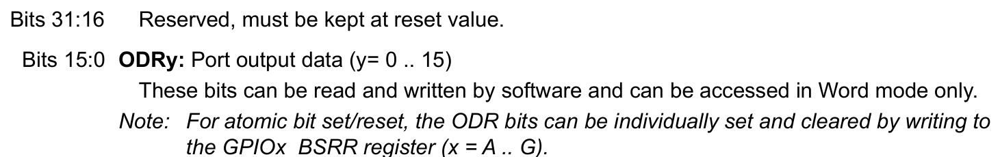 Bits 31:16 Reserved, must be kept at reset value.
Bits 15:0 ODRy: Port output data (y= 0 .. 15)
These bits can be read and written by software and can be accessed in Word mode only.
Note: For atomic bit set/reset, the ODR bits can be individually set and cleared by writing to
the GPIOx_BSRR register (x = A .. G).